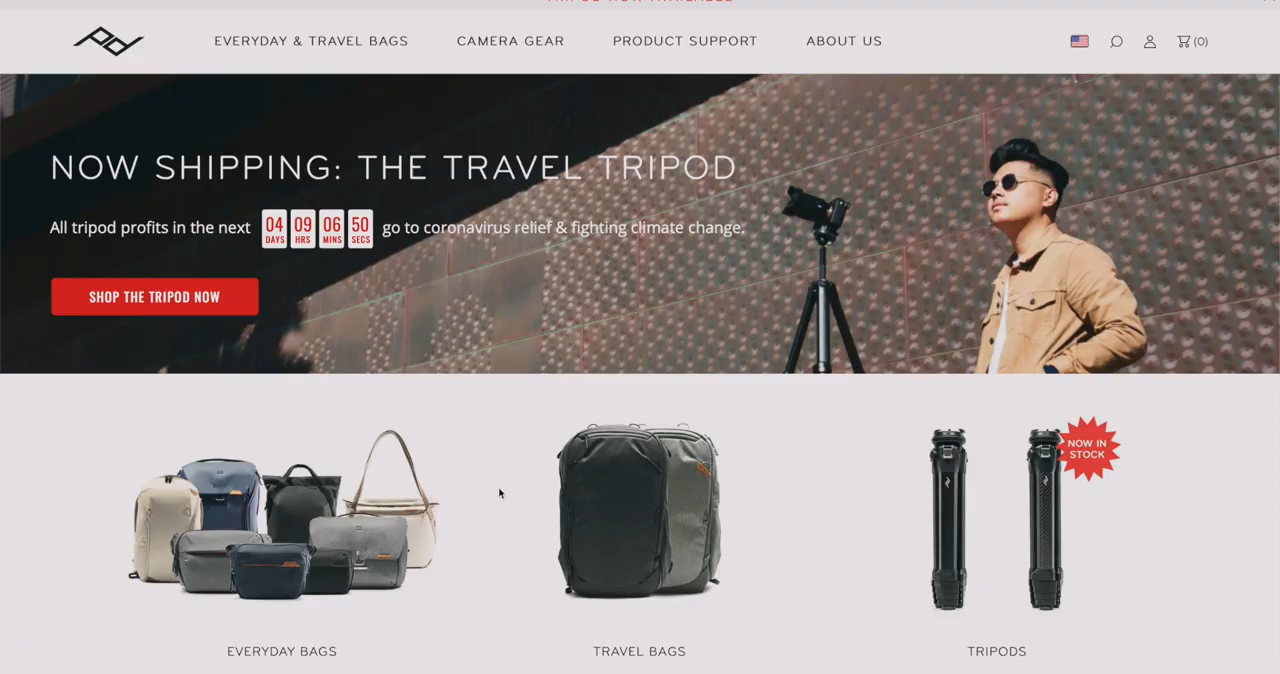 EVERYDAY & TRAVEL BAGS CAMERA GEAR PRODUCT SUPPORT ABOUT US (0)
NOW SHIPPING: THE TRAVEL TRIPOD
All tripod profits in the next 04 DAYS 09 HRS 06 MINS 50 SECS go to coronavirus relief & fighting climate change.
SHOP THE TRIPOD NOW
NOW IN
STOCK
EVERYDAY BAGS TRAVEL BAGS TRIPODS